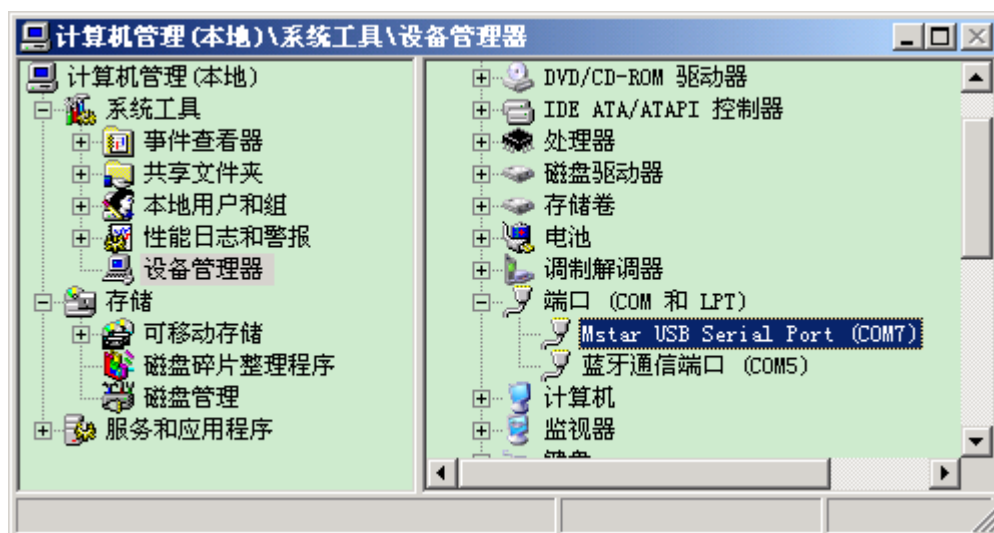 计算机管理(本地)\系统工具\设备管理器
计算机管理(本地)
系统工具
事件查看器
共享文件夹
本地用户和组
性能日志和警报
设备管理器
存储
可移动存储
磁盘碎片整理程序
磁盘管理
服务和应用程序
DVD/CD-ROM 驱动器
IDE ATA/ATAPI 控制器
处理器
磁盘驱动器
存储卷
电池
调制解调器
端口 (COM 和 LPT)
Mstar USB Serial Port (COM7)
蓝牙通信端口 (COM5)
计算机
监视器